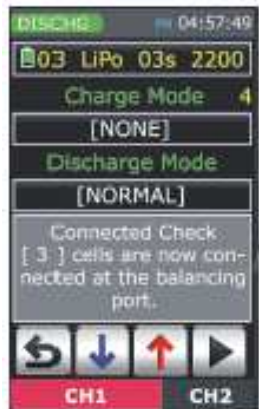 DISCHG 04:57:49
03 LiPo 03s 2200
Charge Mode 4
[NONE]
Discharge Mode
[NORMAL]
Connected Check
[ 3 ] cells are now con-
nected at the balancing
port.
CH1 CH2